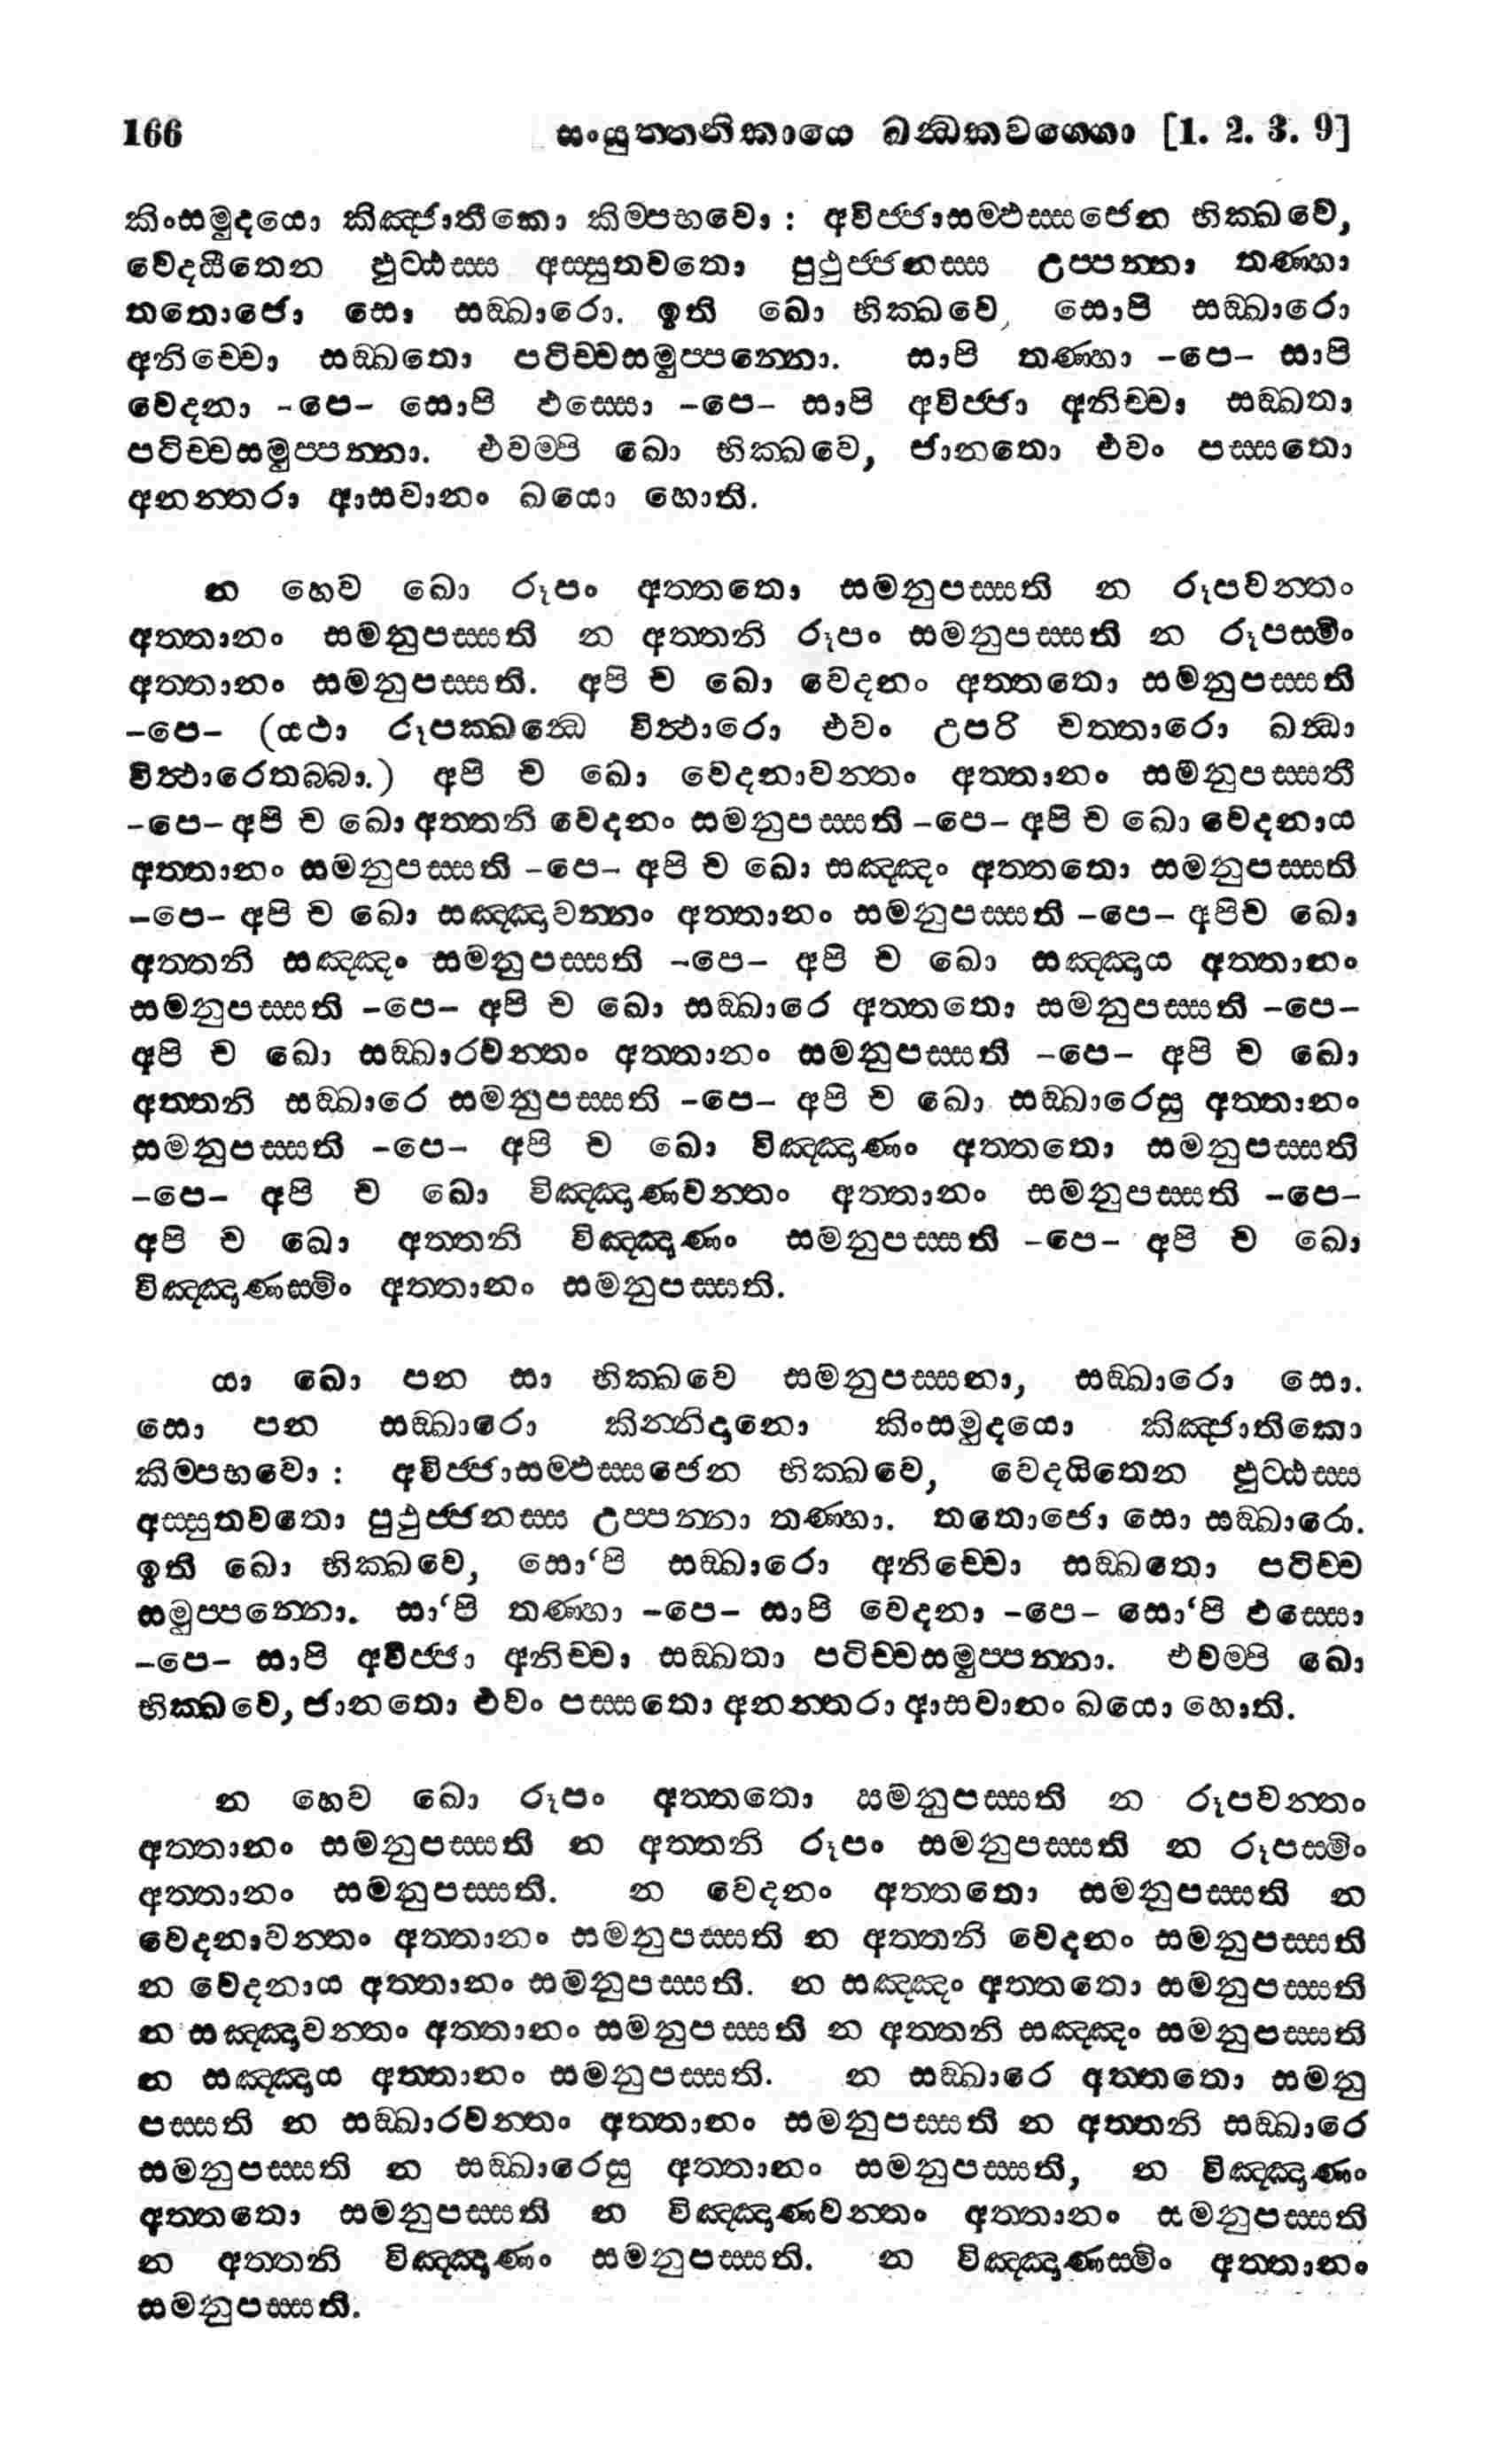 166 සංයුත්තනිකායෙ ඛන්ධකවග්ගො [1. 2. 3. 9]
කිංසමුදයො කිඤ්ජාතීකො කිම්පභවො : අවිජ්ජාසම්ඵස්සජෙන භික්ඛවෙ,
වෙදයීතෙන ඵුට්ඨස්ස අස්සුතවතො පුථුජ්ජනස්ස උප්පන්නා තණ්හා
තතොජො සො සඞ්ඛාරො. ඉති ඛො භික්ඛවෙ, සොපි සඞ්ඛාරො
අනිච්චො සඞ්ඛතො පටිච්චසමුප්පන්නො. සාපි තණ්හා -පෙ- සාපි
වෙදනා -පෙ- සොපි ඵස්සො -පෙ- සාපි අවිජ්ජා අනිච්චා සඞ්ඛතා
පටිච්චසමුප්පන්නා. එවම්පි ඛො භික්ඛවෙ, ජානතො එවං පස්සතො
අනන්තරා ආසවානං ඛයො හොති.
න හෙව ඛො රූපං අත්තතො සමනුපස්සති න රූපවන්තං
අත්තානං සමනුපස්සති න අත්තනි රූපං සමනුපස්සති න රූපස්මිං
අත්තානං සමනුපස්සති. අපි ච ඛො වෙදනං අත්තතො සමනුපස්සති
-පෙ- (යථා රූපක්ඛන්ධෙ විත්ථාරො එවං උපරි චත්තාරො ඛන්ධා
විත්ථාරෙතබ්බා.) අපි ච ඛො වෙදනාවන්තං අත්තානං සමනුපස්සතී
-පෙ- අපි ච ඛො අත්තනි වෙදනං සමනුපස්සති -පෙ- අපි ච ඛො වෙදනාය
අත්තානං සමනුපස්සති -පෙ- අපි ච ඛො සඤ්ඤං අත්තතො සමනුපස්සති
-පෙ- අපි ච ඛො සඤ්ඤාවන්තං අත්තානං සමනුපස්සති -පෙ- අපිච ඛො
අත්තනි සඤ්ඤං සමනුපස්සති -පෙ- අපි ච ඛො සඤ්ඤාය අත්තානං
සමනුපස්සති -පෙ- අපි ච ඛො සඞ්ඛාරෙ අත්තතො සමනුපස්සති -පෙ-
අපි ච ඛො සඞ්ඛාරවන්තං අත්තානං සමනුපස්සති -පෙ- අපි ච ඛො
අත්තනි සඞ්ඛාරෙ සමනුපස්සති -පෙ- අපි ච ඛො සඞ්ඛාරෙසු අත්තානං
සමනුපස්සති -පෙ- අපි ච ඛො විඤ්ඤාණං අත්තතො සමනුපස්සති
-පෙ- අපි ච ඛො විඤ්ඤාණවන්තං අත්තානං සමනුපස්සති -පෙ-
අපි ච ඛො අත්තනි විඤ්ඤාණං සමනුපස්සති -පෙ- අපි ච ඛො
විඤ්ඤාණස්මිං අත්තානං සමනුපස්සති.
යා ඛො පන සා භික්ඛවෙ සමනුපස්සනා, සඞ්ඛාරො සො.
සො පන සඞ්ඛාරො කින්නිදානො කිංසමුදයො කිඤ්ජාතිකො
කිම්පභවො : අවිජ්ජාසම්ඵස්සජෙන භික්ඛවෙ, වෙදයිතෙන ඵුට්ඨස්ස
අස්සුතවතො පුථුජ්ජනස්ස උප්පන්නා තණ්හා. තතොජො සො සඞ්ඛාරො.
ඉති ඛො භික්ඛවෙ, සො‘පි සඞ්ඛාරො අනිච්චො සඞ්ඛතො පටිච්ච
සමුප්පන්නො. සා‘පි තණ්හා -පෙ- සාපි වෙදනා -පෙ- සො‘පි ඵස්සො
-පෙ- සාපි අවිජ්ජා අනිච්චා සඞ්ඛතා පටිච්චසමුප්පන්නා. එවම්පි ඛො
භික්ඛවෙ, ජානතො එවං පස්සතො අනන්තරා ආසවානං ඛයො හොති.
න හෙව ඛො රූපං අත්තතො සමනුපස්සති න රූපවන්තං
අත්තානං සමනුපස්සති න අත්තනි රූපං සමනුපස්සති න රූපස්මිං
අත්තානං සමනුපස්සති. න වෙදනං අත්තතො සමනුපස්සති න
වෙදනාවන්තං අත්තානං සමනුපස්සති න අත්තනි වෙදනං සමනුපස්සති
න වෙදනාය අත්තානං සමනුපස්සති. න සඤ්ඤං අත්තතො සමනුපස්සති
න සඤ්ඤාවන්තං අත්තානං සමනුපස්සති න අත්තනි සඤ්ඤං සමනුපස්සති
න සඤ්ඤාය අත්තානං සමනුපස්සති. න සඞ්ඛාරෙ අත්තතො සමනු
පස්සති න සඞ්ඛාරවන්තං අත්තානං සමනුපස්සති න අත්තනි සඞ්ඛාරෙ
සමනුපස්සති න සඞ්ඛාරෙසු අත්තානං සමනුපස්සති, න විඤ්ඤාණං
අත්තතො සමනුපස්සති න විඤ්ඤාණවන්තං අත්තානං සමනුපස්සති
න අත්තනි විඤ්ඤාණං සමනුපස්සති. න විඤ්ඤාණස්මිං අත්තානං
සමනුපස්සති.